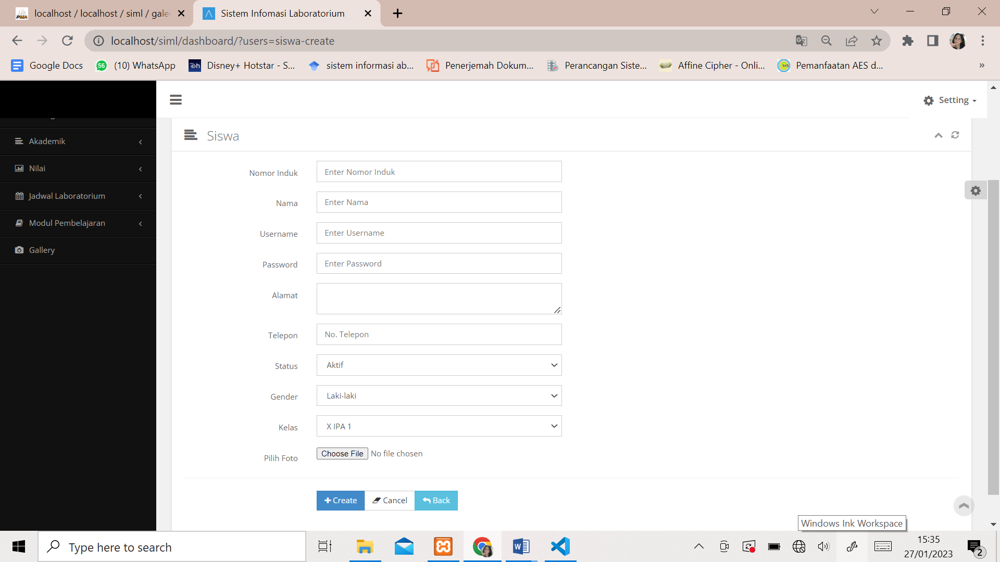 localhost / localhost / siml / gale
Sistem Infomasi Laboratorium
localhost/siml/dashboard/?users=siswa-create
Google Docs
(10) WhatsApp
Disney+ Hotstar - S...
sistem informasi ab...
Penerjemah Dokum...
Perancangan Siste...
Affine Cipher - Onli...
Pemanfaatan AES d...
»
Setting
Akademik
Nilai
Jadwal Laboratorium
Modul Pembelajaran
Gallery
Siswa
Nomor Induk
Enter Nomor Induk
Nama
Enter Nama
Username
Enter Username
Password
Enter Password
Alamat
Telepon
No. Telepon
Status
Aktif
Gender
Laki-laki
Kelas
X IPA 1
Pilih Foto
Choose File No file chosen
Create
Cancel
Back
Windows Ink Workspace
Type here to search
15:35
27/01/2023
2